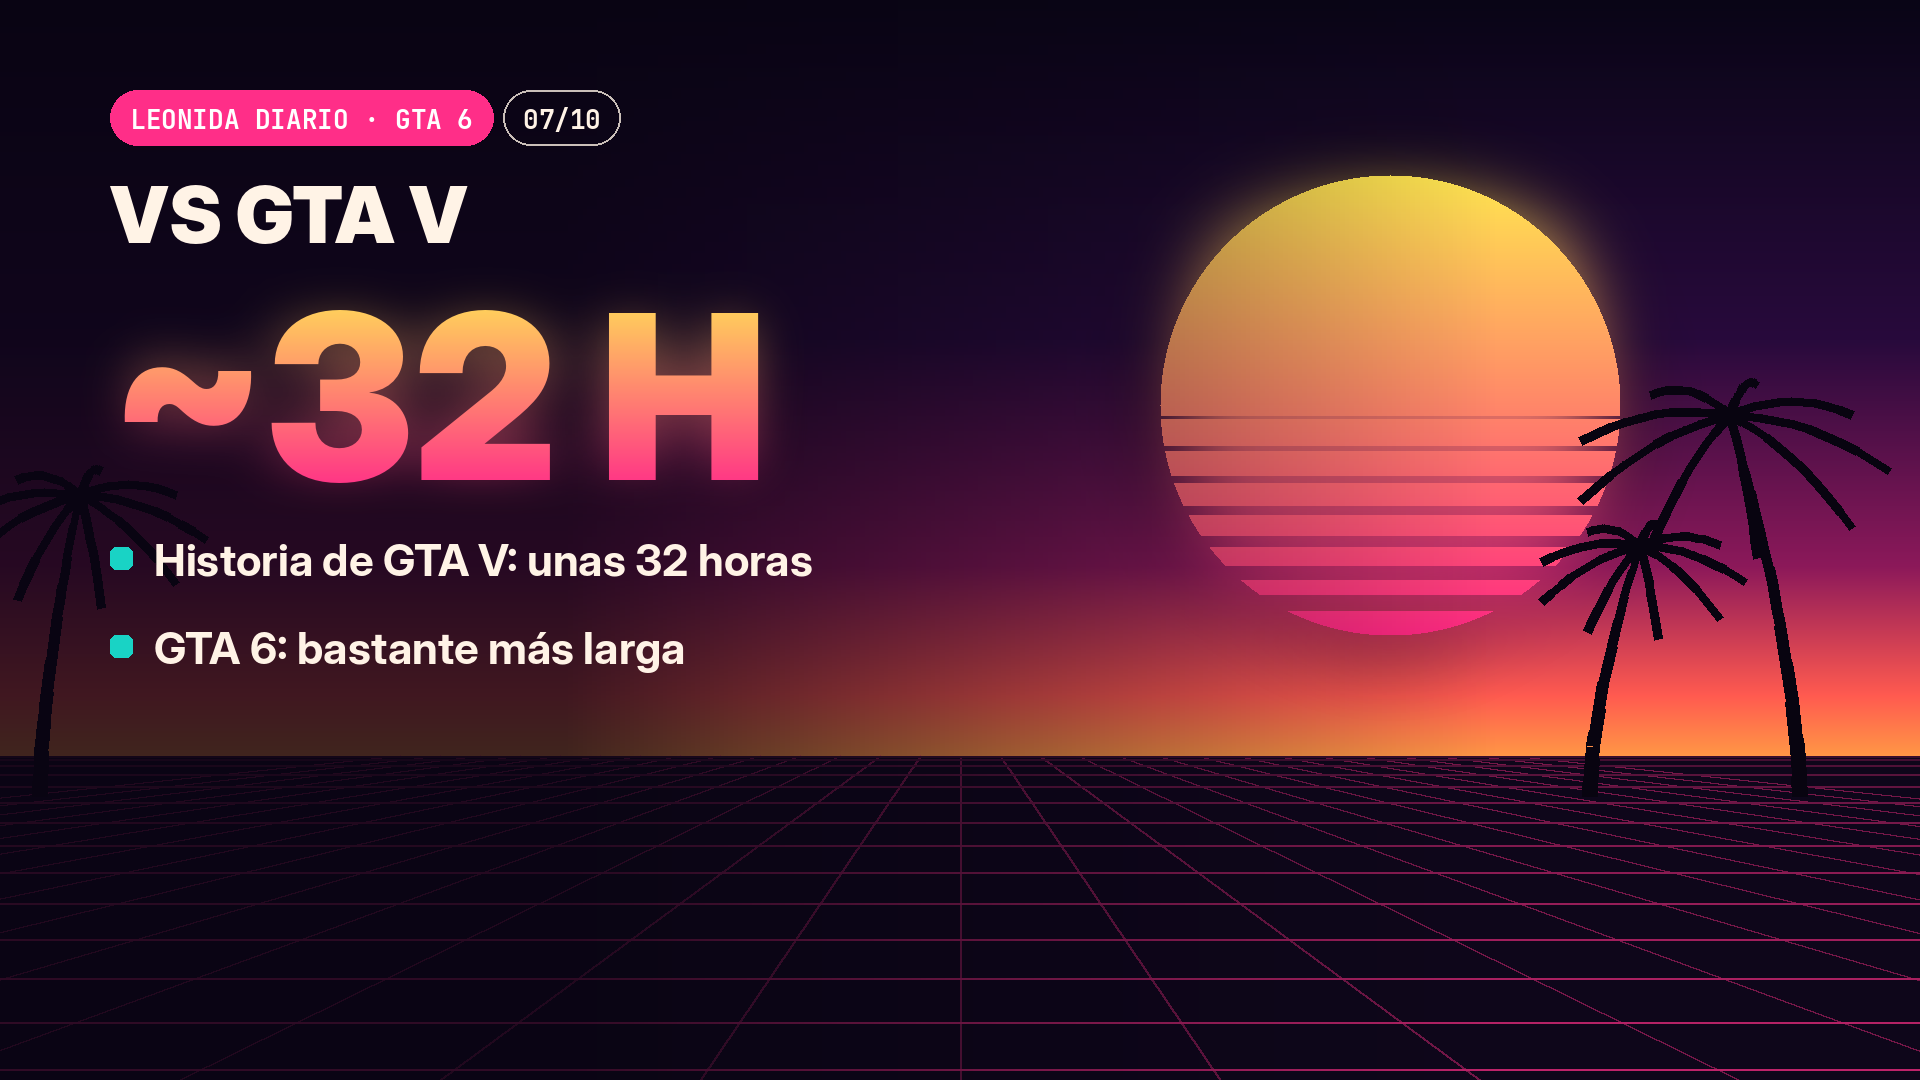 LEONIDA DIARIO · GTA 6 07/10
VS GTA V
~32 H
Historia de GTA V: unas 32 horas
GTA 6: bastante más larga